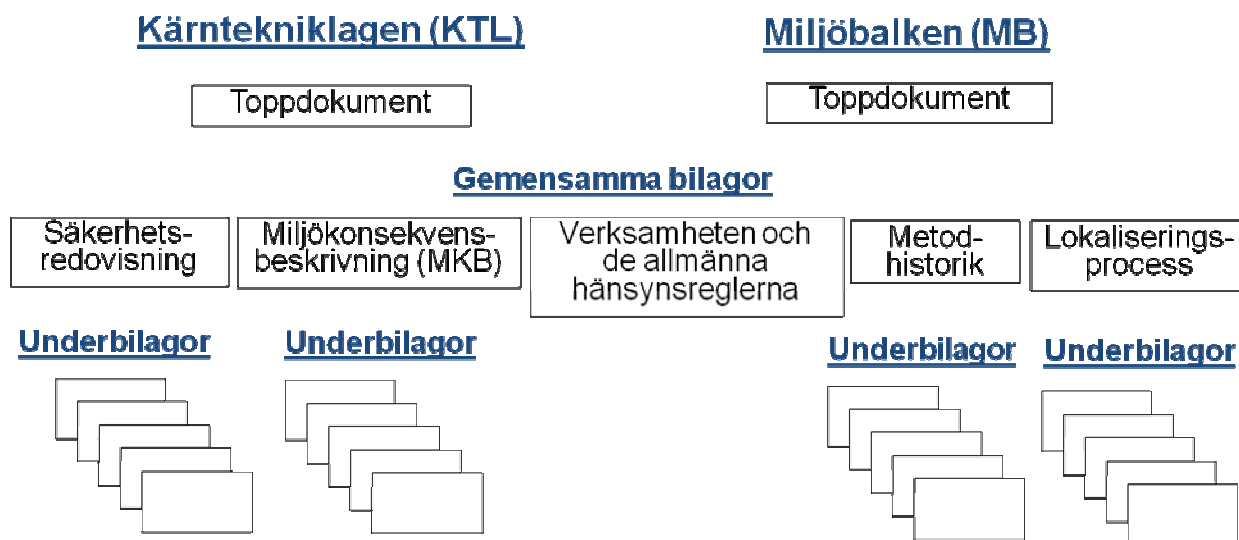 Kärntekniklagen (KTL)
Miljöbalken (MB)
Toppdokument
Toppdokument
Gemensamma bilagor
Säkerhets-
redovisning
Miljökonsekvens-
beskrivning (MKB)
Verksamheten och
de allmänna
hänsynsreglerna
Metod-
historik
Lokaliserings-
process
Underbilagor
Underbilagor
Underbilagor
Underbilagor